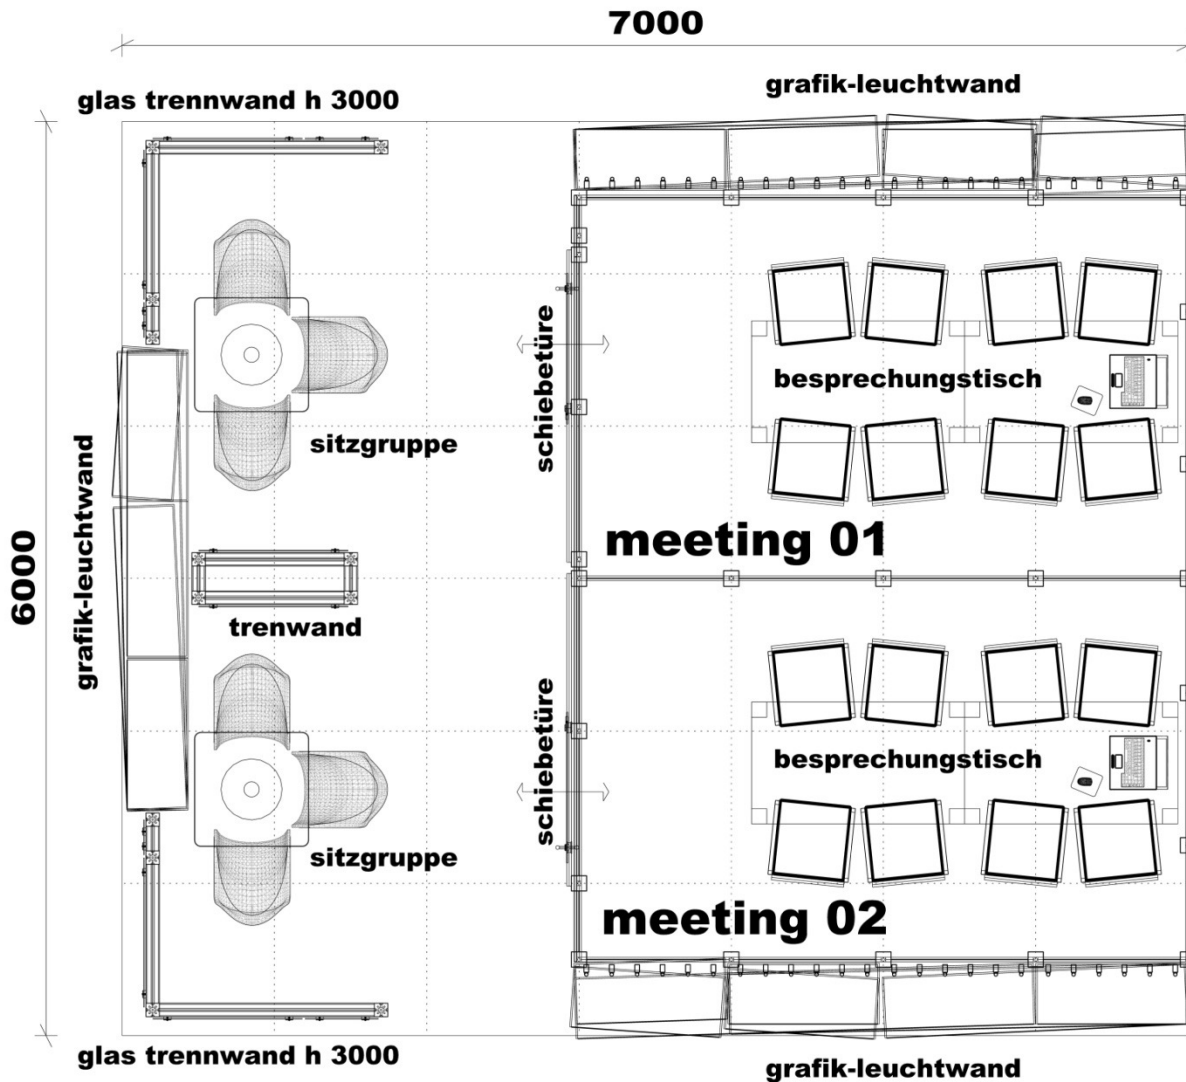 7000
glas trennwand h 3000
grafik-leuchtwand
schiebetüre
besprechungstisch
sitzgruppe
grafik-leuchtwand
6000
meeting 01
trenwand
schiebetüre
besprechungstisch
sitzgruppe
meeting 02
glas trennwand h 3000
grafik-leuchtwand